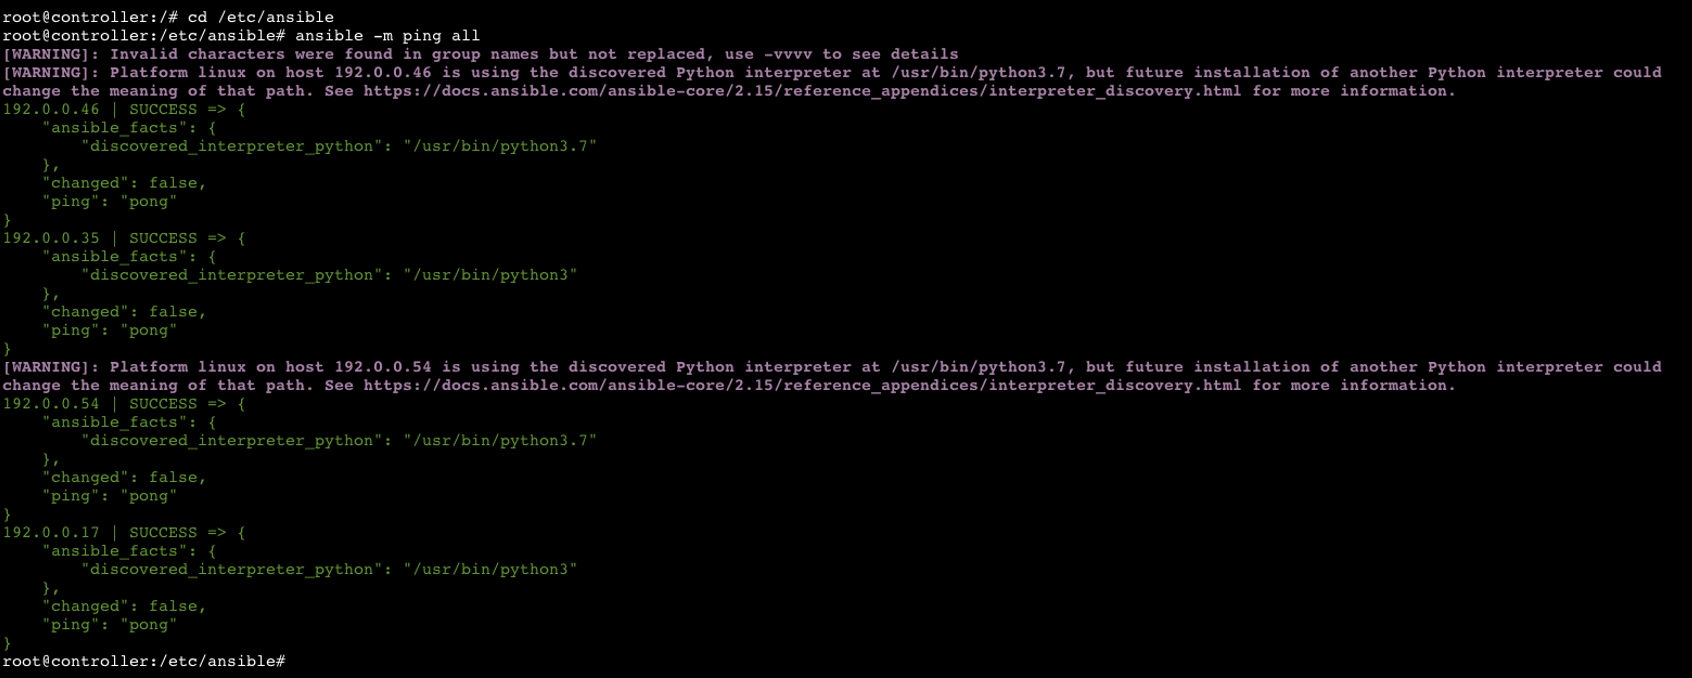 root@controller:/# cd /etc/ansible
root@controller:/etc/ansible# ansible -m ping all
[WARNING]: Invalid characters were found in group names but not replaced, use -vvvv to see details
[WARNING]: Platform linux on host 192.0.0.46 is using the discovered Python interpreter at /usr/bin/python3.7, but future installation of another Python interpreter could
change the meaning of that path. See https://docs.ansible.com/ansible-core/2.15/reference_appendices/interpreter_discovery.html for more information.
192.0.0.46 | SUCCESS => {
    "ansible_facts": {
        "discovered_interpreter_python": "/usr/bin/python3.7"
    },
    "changed": false,
    "ping": "pong"
}
192.0.0.35 | SUCCESS => {
    "ansible_facts": {
        "discovered_interpreter_python": "/usr/bin/python3"
    },
    "changed": false,
    "ping": "pong"
}
[WARNING]: Platform linux on host 192.0.0.54 is using the discovered Python interpreter at /usr/bin/python3.7, but future installation of another Python interpreter could
change the meaning of that path. See https://docs.ansible.com/ansible-core/2.15/reference_appendices/interpreter_discovery.html for more information.
192.0.0.54 | SUCCESS => {
    "ansible_facts": {
        "discovered_interpreter_python": "/usr/bin/python3.7"
    },
    "changed": false,
    "ping": "pong"
}
192.0.0.17 | SUCCESS => {
    "ansible_facts": {
        "discovered_interpreter_python": "/usr/bin/python3"
    },
    "changed": false,
    "ping": "pong"
}
root@controller:/etc/ansible#